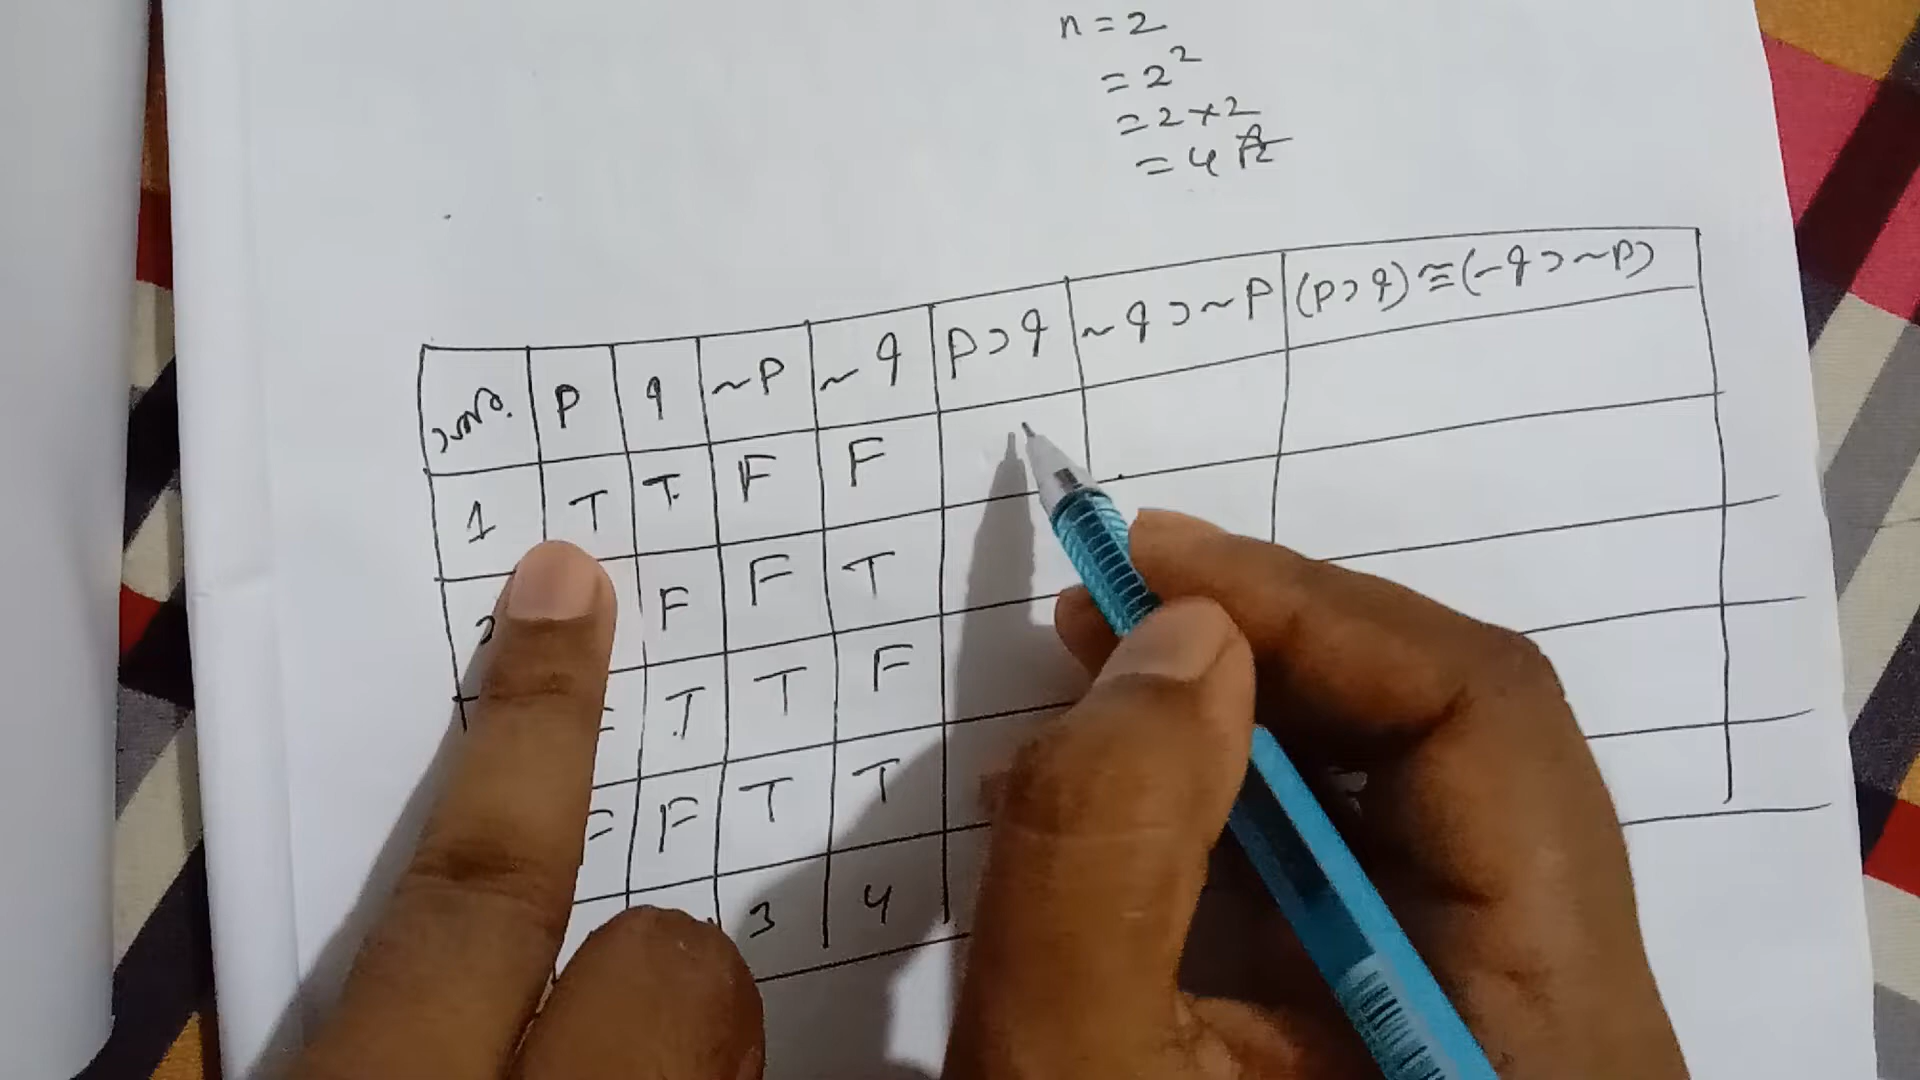 n = 2
= 2²
= 2 × 2
= 4
P q ~P ~q P ⊃ q ~q ⊃ ~P (P ⊃ q) ≅ (~q ⊃ ~P)
1 T T F F
F F T
T T F
F F T T
3 4